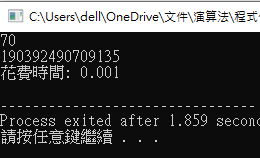 C:\Users\dell\OneDrive\文件\演算法\程式
70
190392490709135
花費時間: 0.001
--------------------------------
Process exited after 1.859 secon
請按任意鍵繼續 . . .